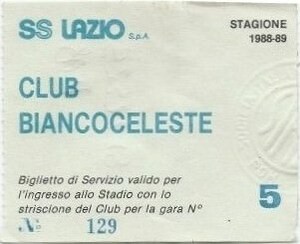 SS LAZIO S.p.A.
STAGIONE
1988-89
CLUB
BIANCOCELESTE
Biglietto di Servizio valido per
l'ingresso allo Stadio con lo
striscione del Club per la gara N°
5
N° 129